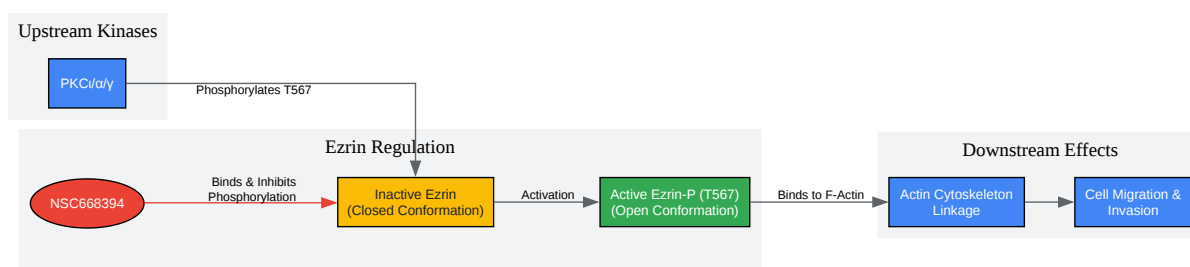 Upstream Kinases
PKCι/α/γ
Phosphorylates T567
Ezrin Regulation
NSC668394
Binds & Inhibits
Phosphorylation
Inactive Ezrin
(Closed Conformation)
Activation
Active Ezrin-P (T567)
(Open Conformation)
Binds to F-Actin
Downstream Effects
Actin Cytoskeleton
Linkage
Cell Migration &
Invasion